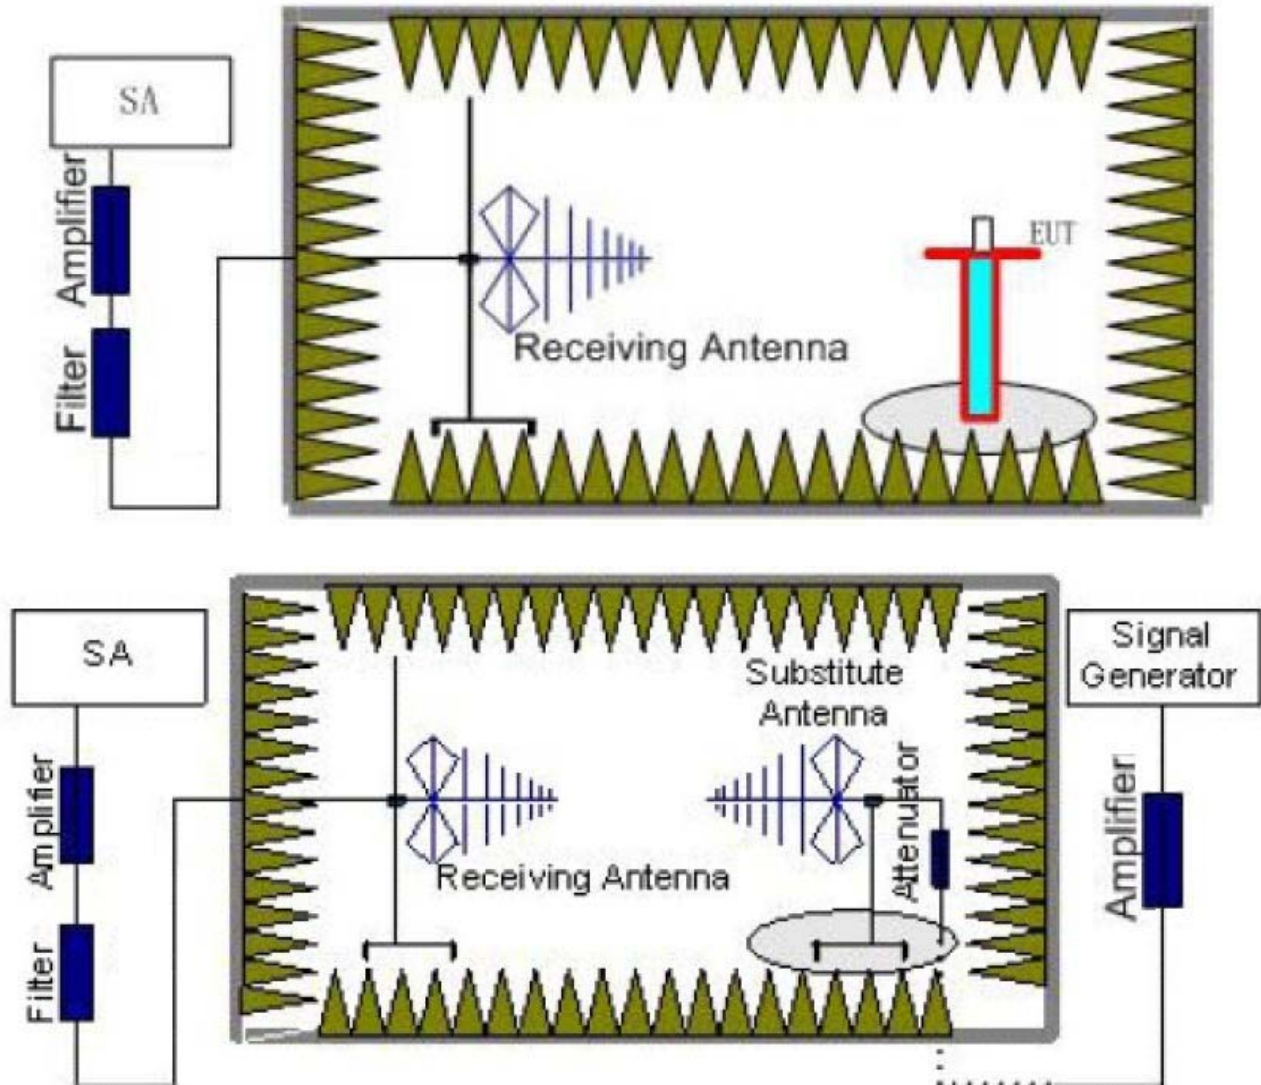 SA
Amplifier
Filter
EUT
Receiving Antenna
SA
Amplifier
Filter
Receiving Antenna
Substitute
Antenna
Attenuator
Signal
Generator
Amplifier